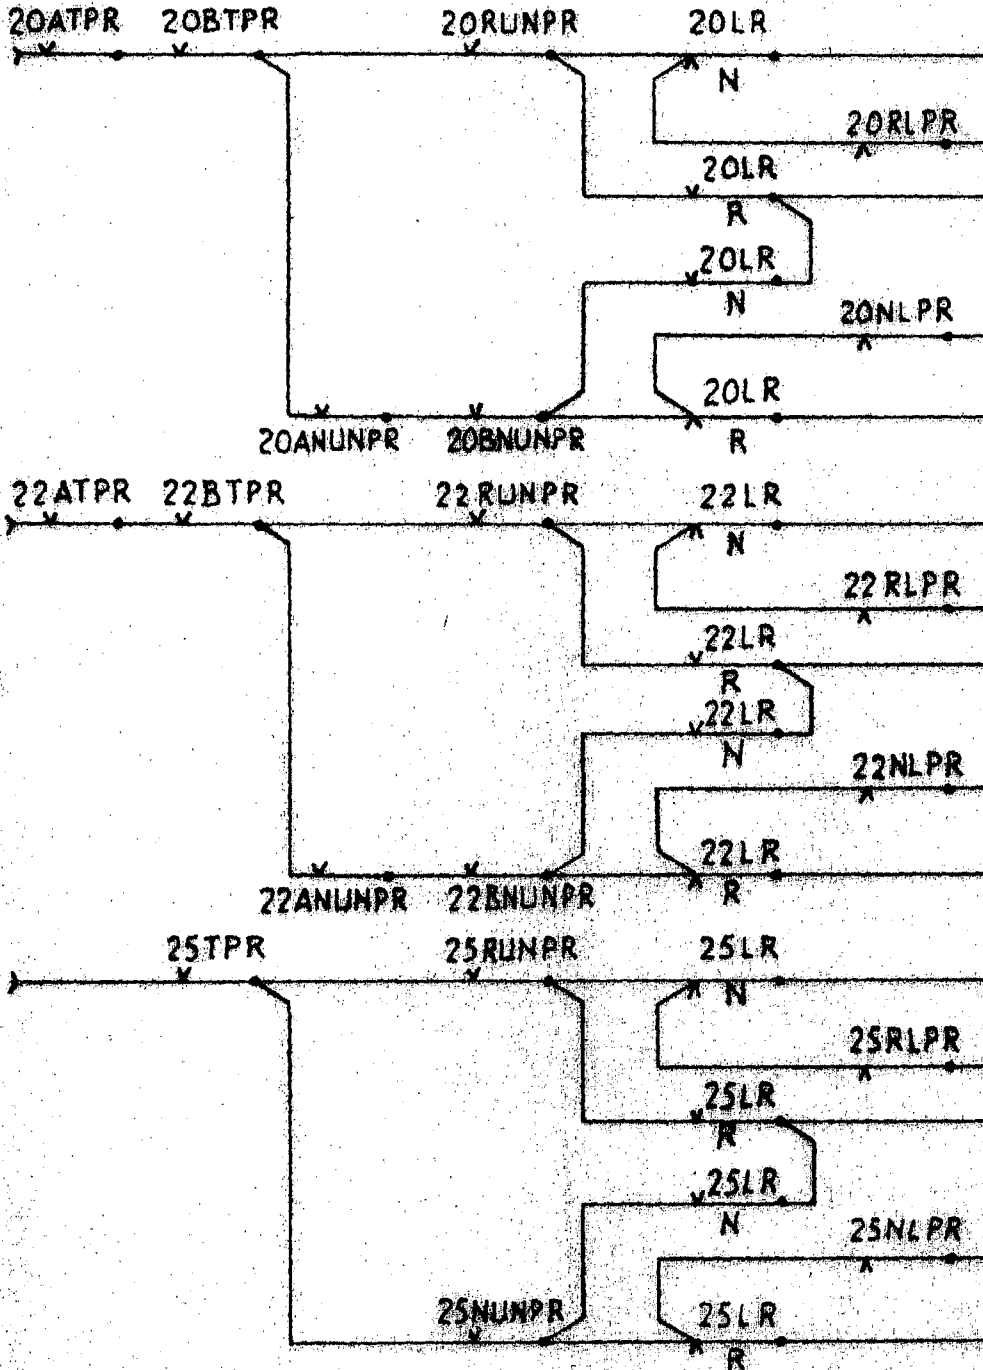 20ATPR 20BTPR 20RUNPR 20LR
N
20RLPR
20LR
R
20LR
N
20NLPR
20LR
20ANUNPR 20BNUNPR R
22ATPR 22BTPR 22RUNPR 22LR
N
22RLPR
22LR
R
22LR
N
22NLPR
22LR
22ANUNPR 22BNUNPR R
25TPR 25RUNPR 25LR
N
25RLPR
25LR
R
25LR
N
25NLPR
25NUNPR 25LR
R